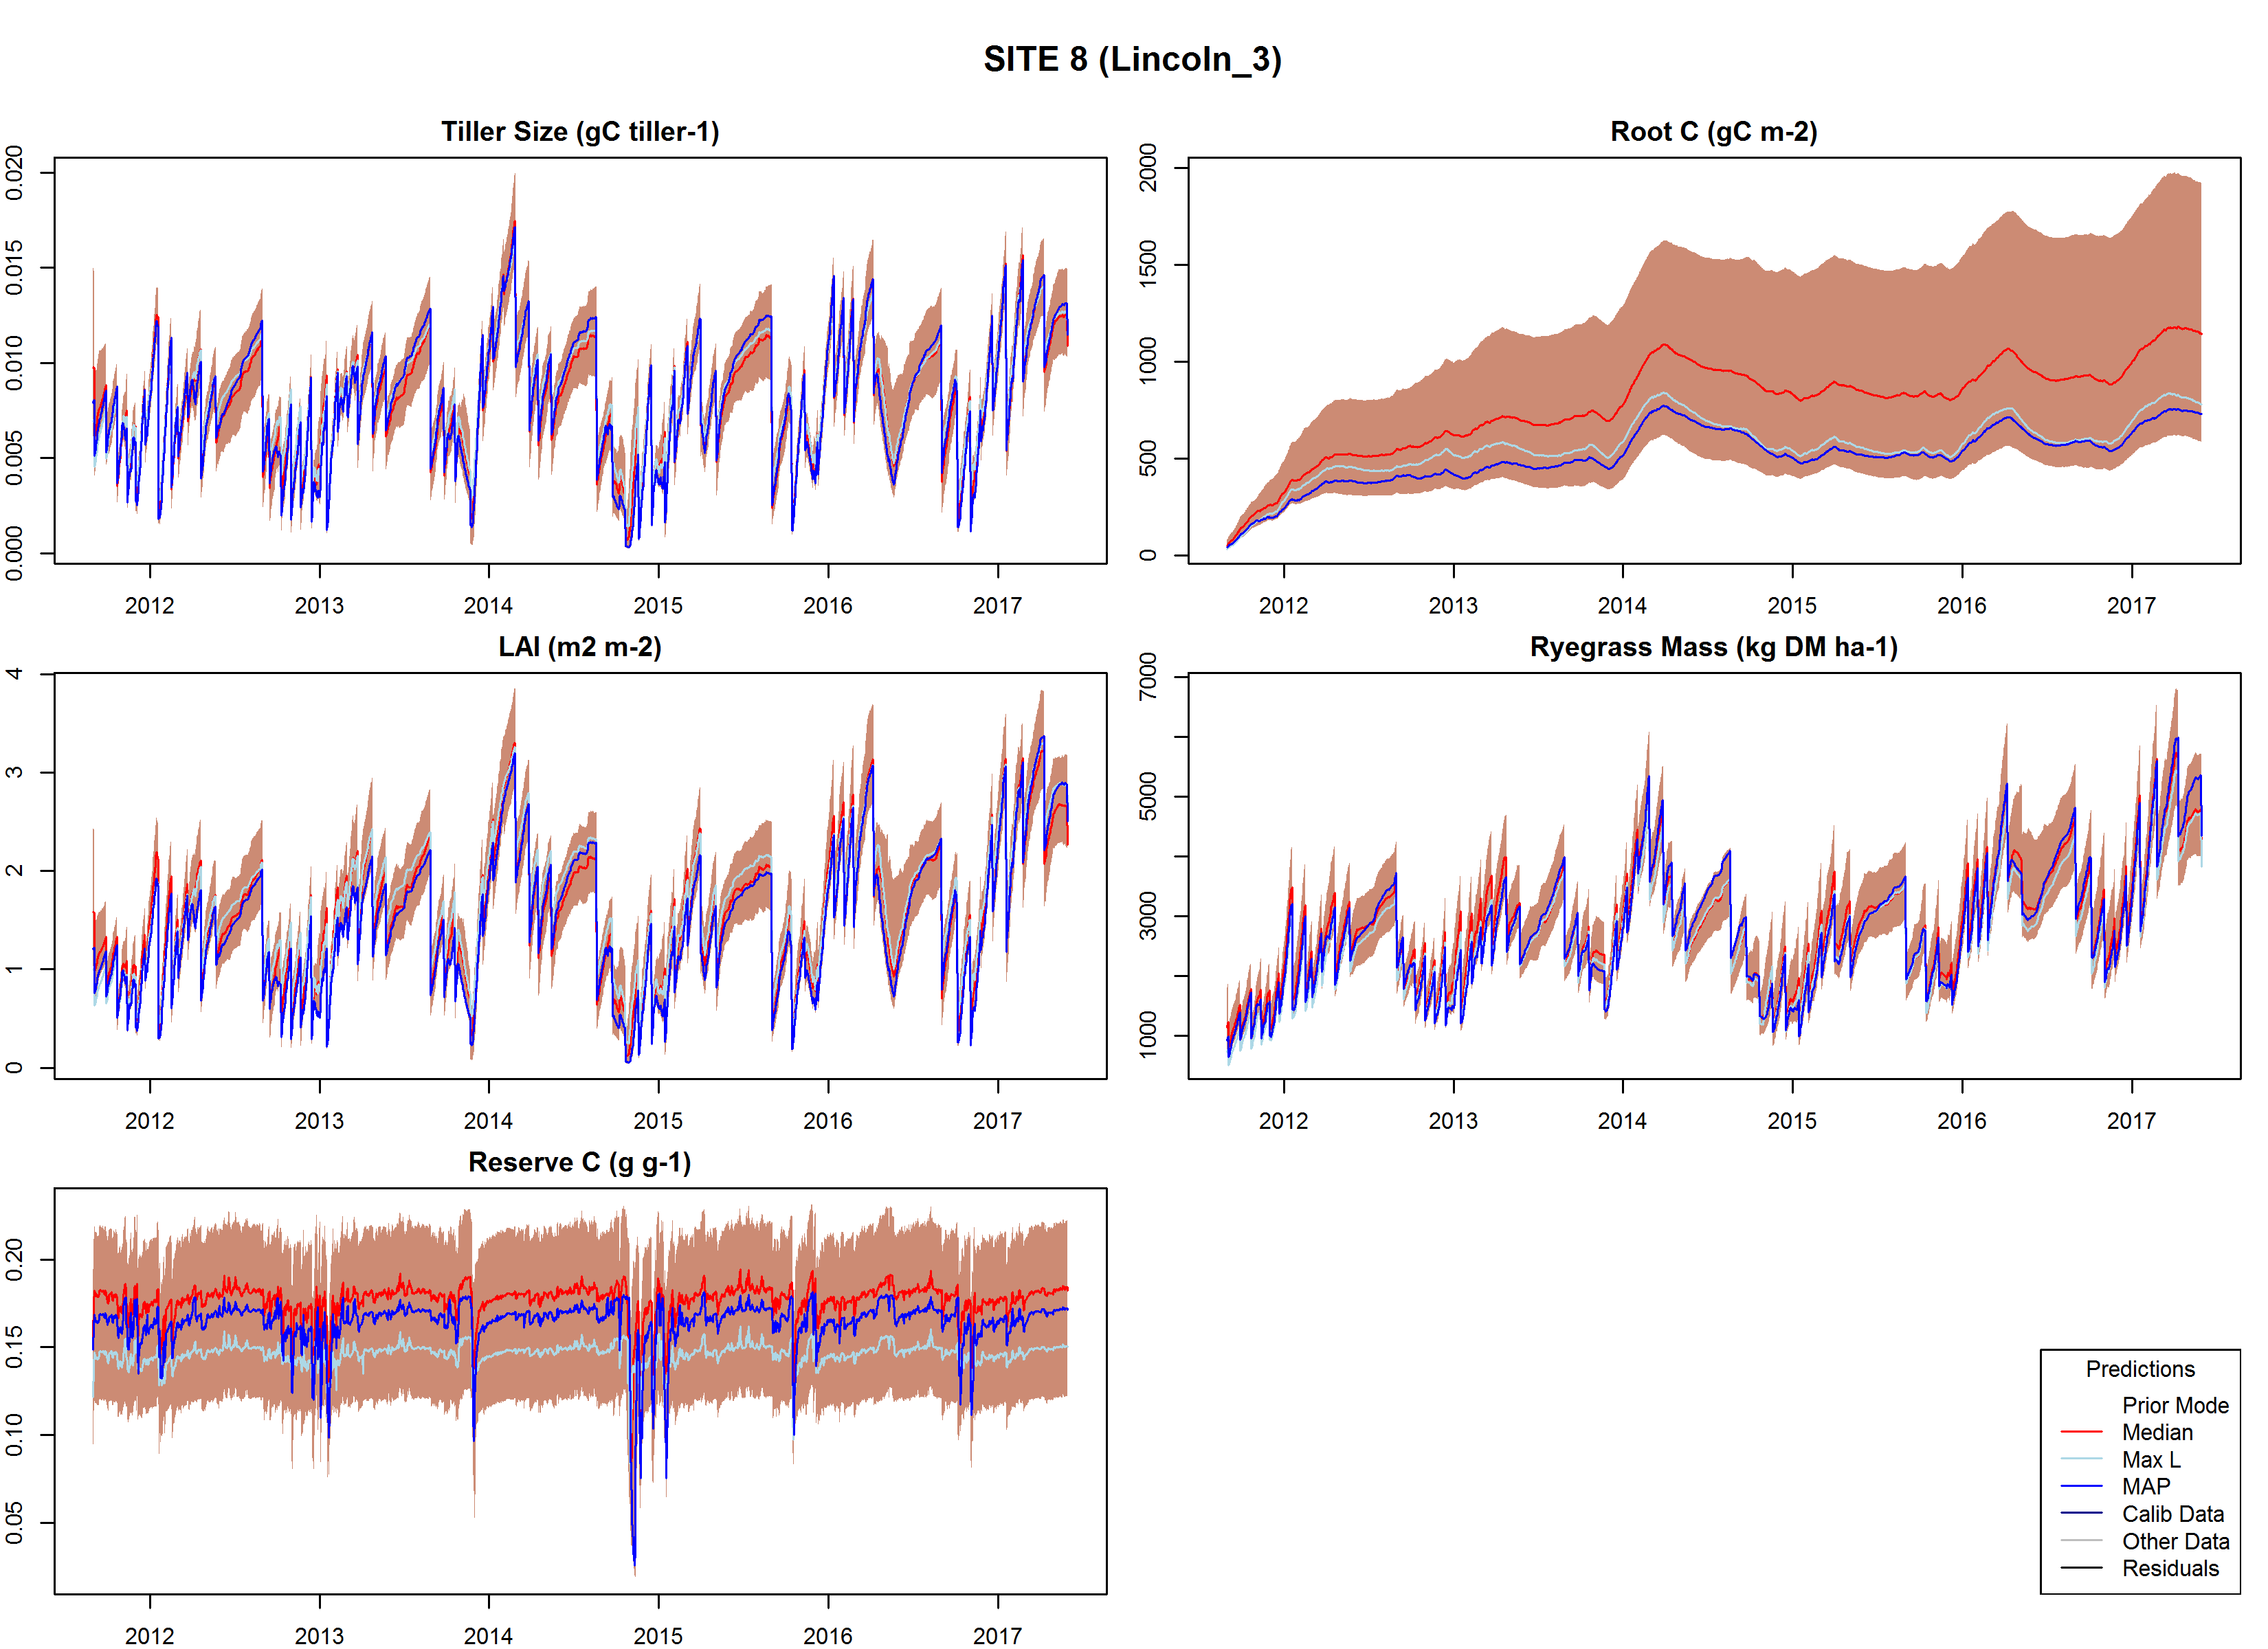 SITE 8 (Lincoln_3)
Tiller Size (gC tiller-1)
0.020
0.015
0.010
0.005
0.000
2012 2013 2014 2015 2016 2017
Root C (gC m-2)
2000
1500
1000
500
0
2012 2013 2014 2015 2016 2017
LAI (m2 m-2)
4
3
2
1
0
2012 2013 2014 2015 2016 2017
Ryegrass Mass (kg DM ha-1)
7000
5000
3000
1000
2012 2013 2014 2015 2016 2017
Reserve C (g g-1)
0.20
0.15
0.10
0.05
2012 2013 2014 2015 2016 2017
Predictions
Prior Mode
Median
Max L
MAP
Calib Data
Other Data
Residuals